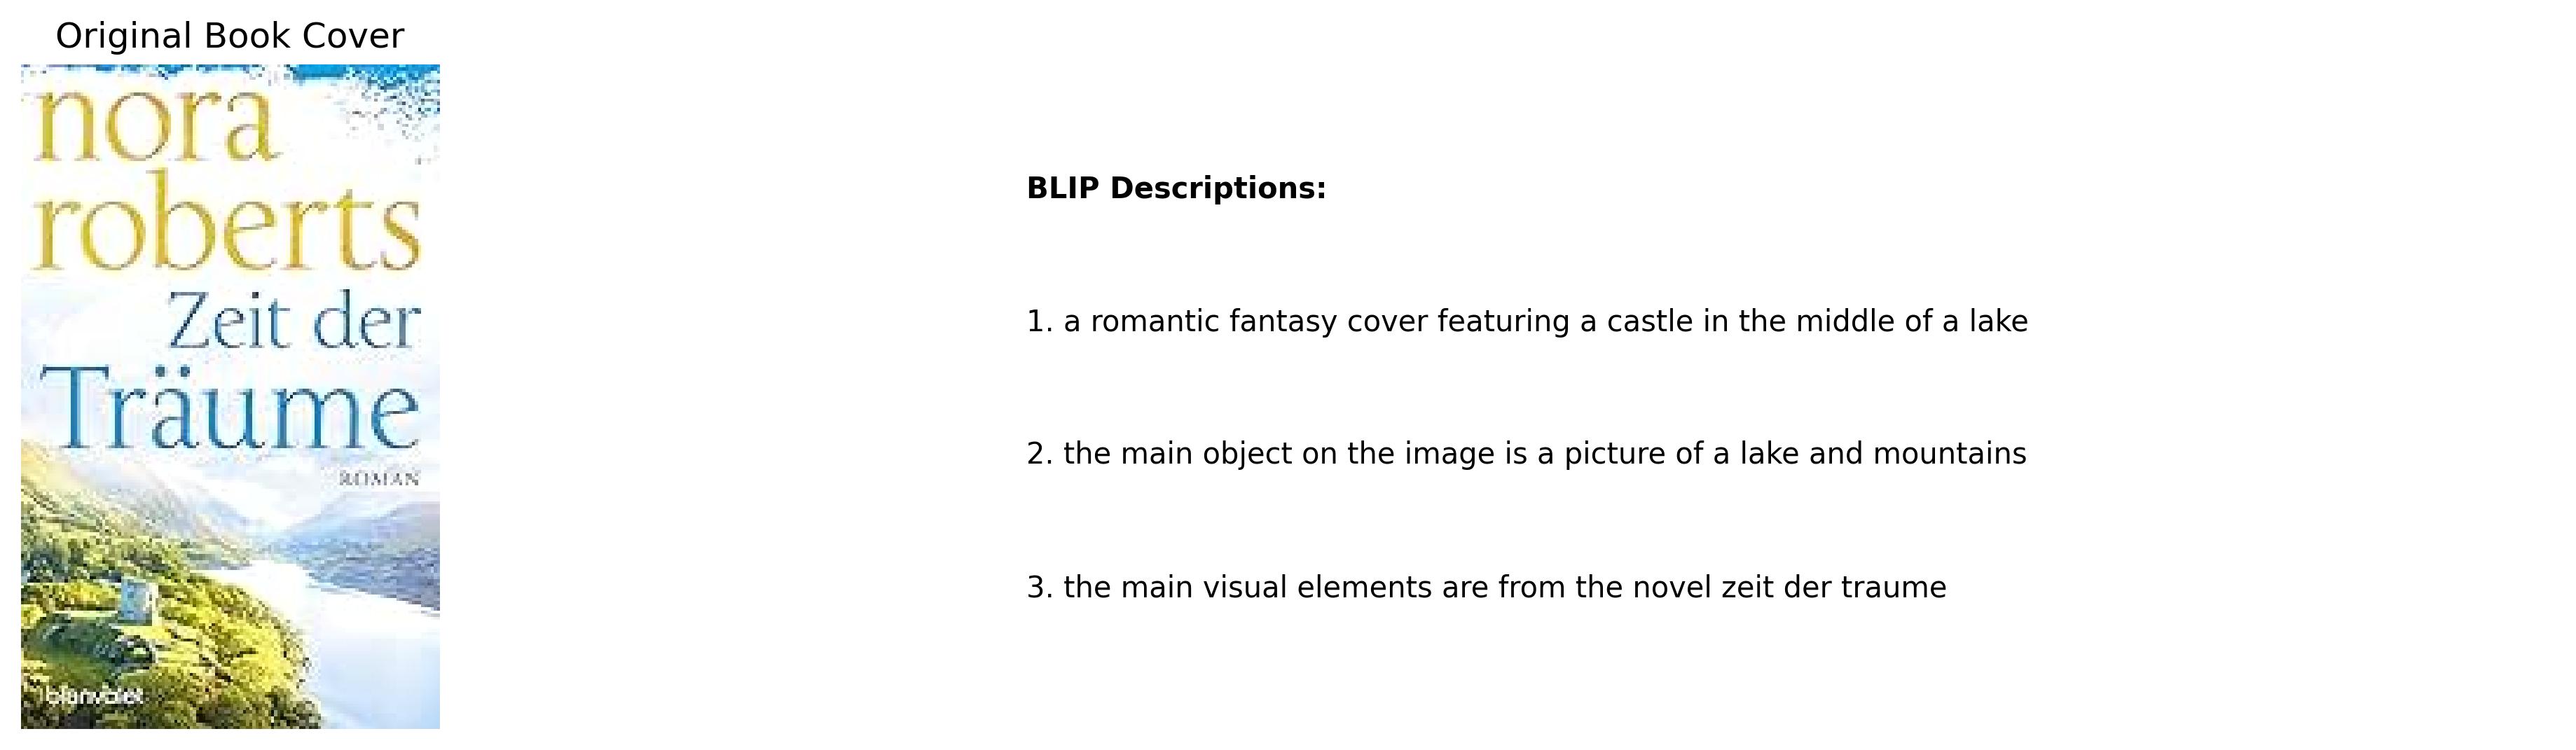 Original Book Cover
nora
roberts
Zeit der
Träume
ROMAN
blanvalet
BLIP Descriptions:
1. a romantic fantasy cover featuring a castle in the middle of a lake
2. the main object on the image is a picture of a lake and mountains
3. the main visual elements are from the novel zeit der traume